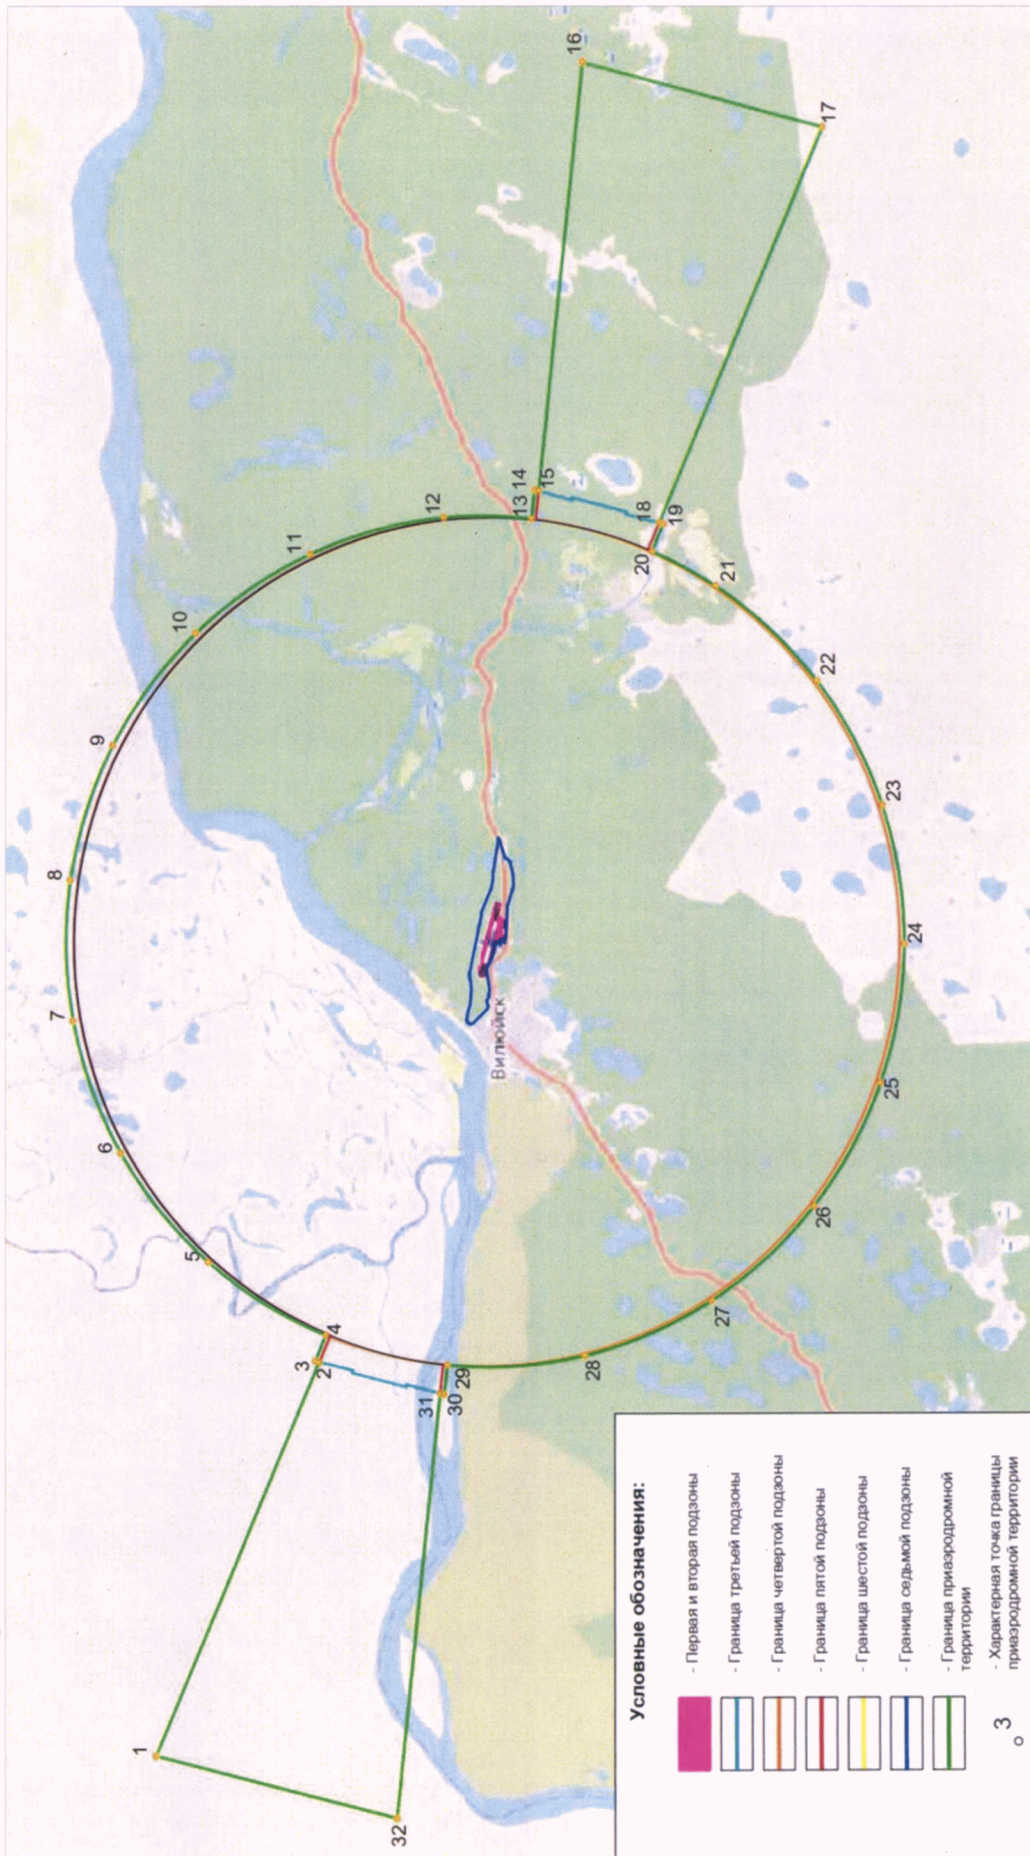 1
2
3
4
5
6
7
8
9
10
11
12
13
14
15
16
17
18
19
20
21
22
23
24
25
26
27
28
29
30
31
32
Вилюйск
Условные обозначения:
- Первая и вторая подзоны
- Граница третьей подзоны
- Граница четвертой подзоны
- Граница пятой подзоны
- Граница шестой подзоны
- Граница седьмой подзоны
- Граница приаэродромной
территории
3
- Характерная точка границы
приаэродромной территории